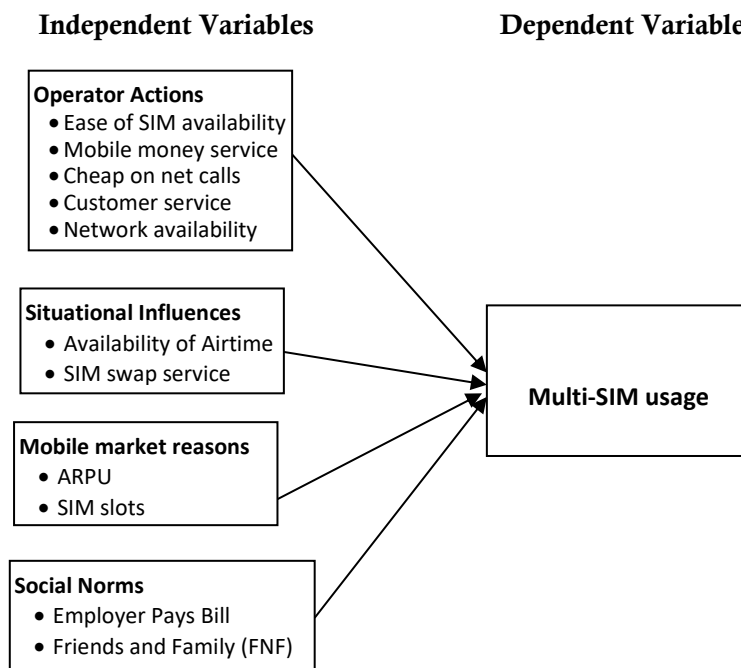 Independent Variables
Dependent Variable
Operator Actions
• Ease of SIM availability
• Mobile money service
• Cheap on net calls
• Customer service
• Network availability
Situational Influences
• Availability of Airtime
• SIM swap service
Multi-SIM usage
Mobile market reasons
• ARPU
• SIM slots
Social Norms
• Employer Pays Bill
• Friends and Family (FNF)